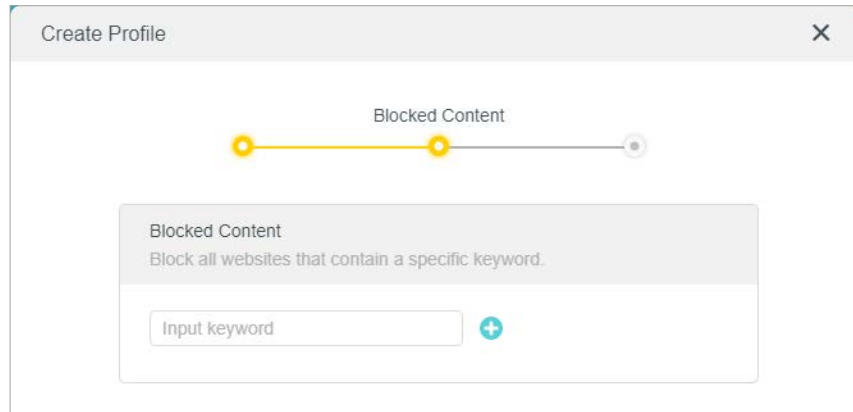 Create Profile
Blocked Content
Blocked Content
Block all websites that contain a specific keyword.
Input keyword